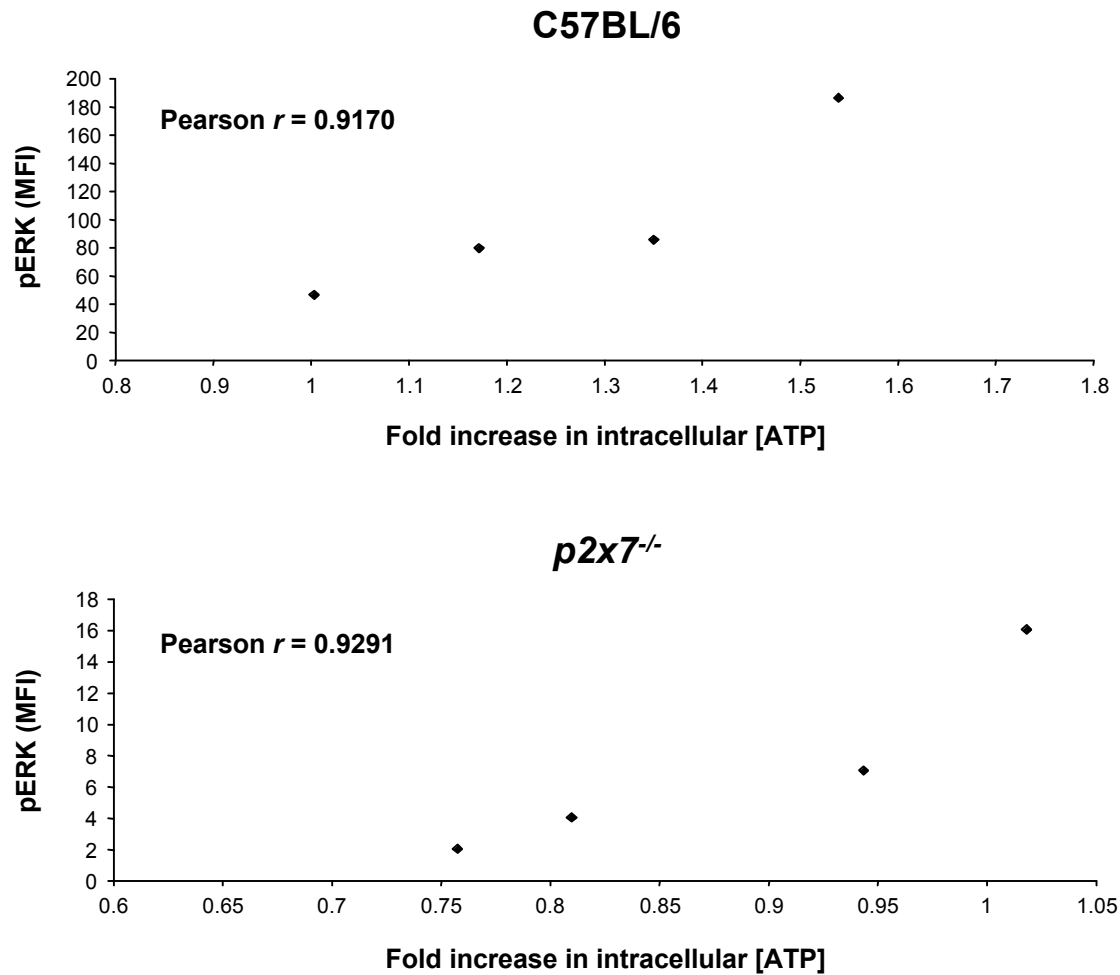 C57BL/6
Pearson r = 0.9170
pERK (MFI)
200
180
160
140
120
100
80
60
40
20
0
0.8 0.9 1 1.1 1.2 1.3 1.4 1.5 1.6 1.7 1.8
Fold increase in intracellular [ATP]
p2x7-/-
Pearson r = 0.9291
pERK (MFI)
18
16
14
12
10
8
6
4
2
0
0.6 0.65 0.7 0.75 0.8 0.85 0.9 0.95 1 1.05
Fold increase in intracellular [ATP]